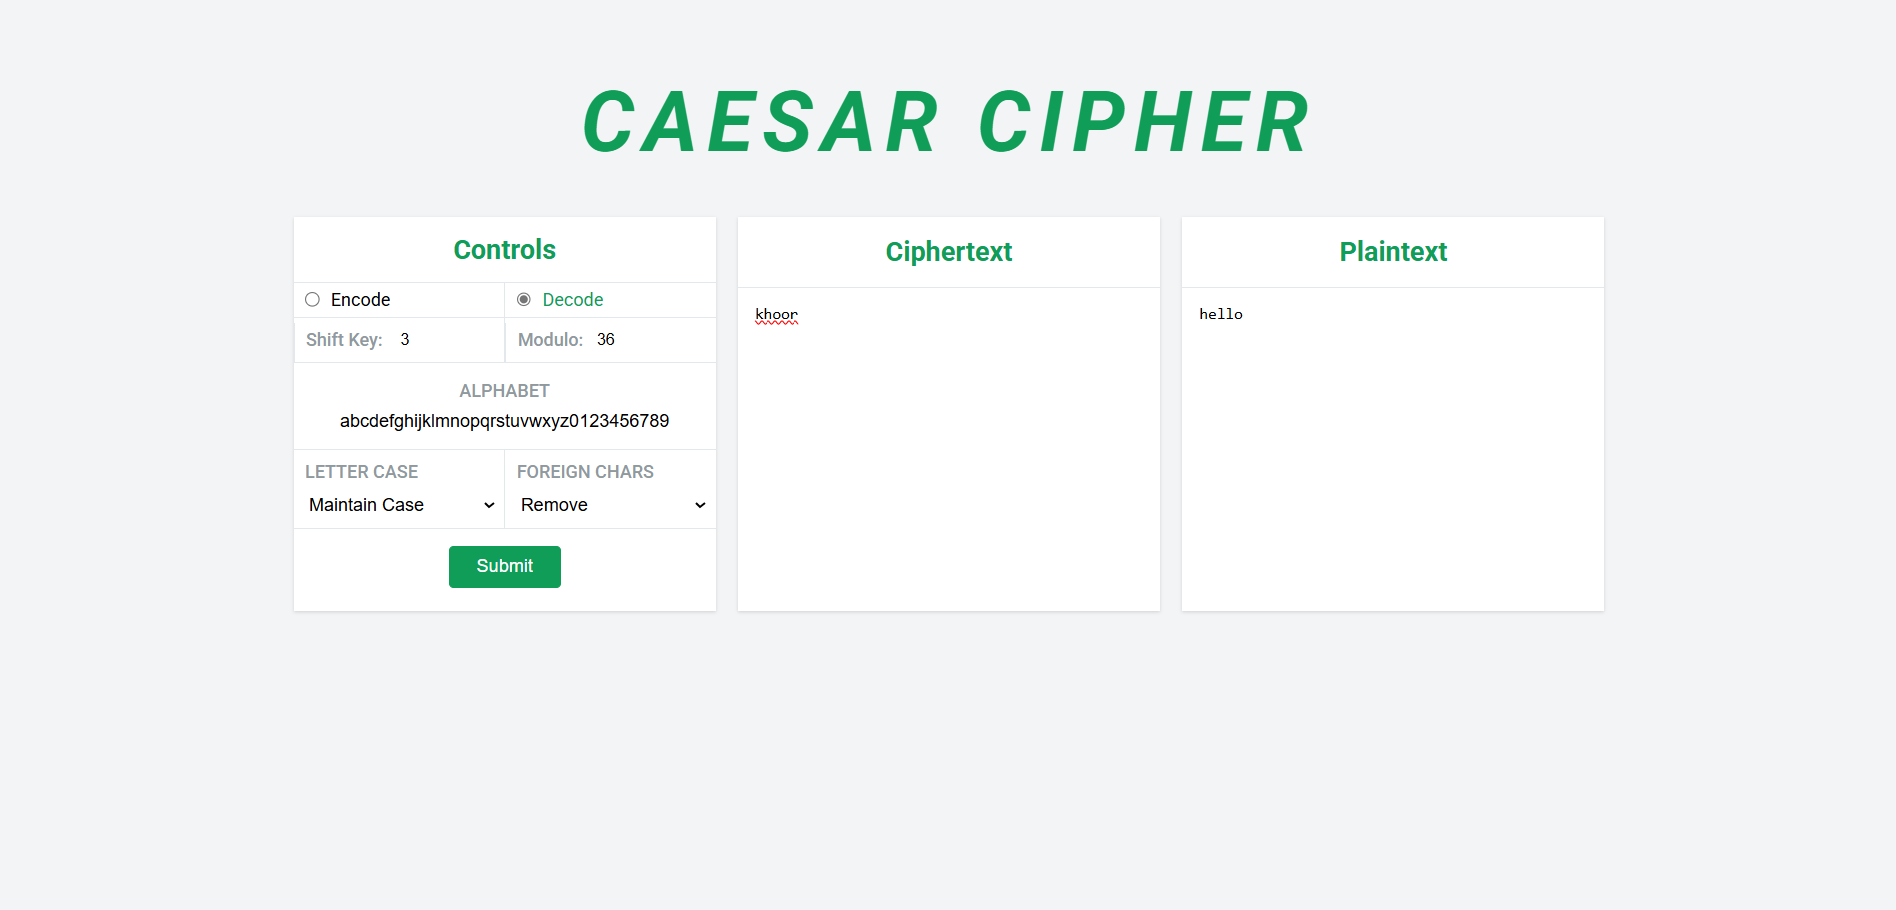 CAESAR CIPHER
Controls
Encode
Decode
Shift Key: 3
Modulo: 36
ALPHABET
abcdefghijklmnopqrstuvwxyz0123456789
LETTER CASE
Maintain Case
FOREIGN CHARS
Remove
Submit
Ciphertext
khoor
Plaintext
hello